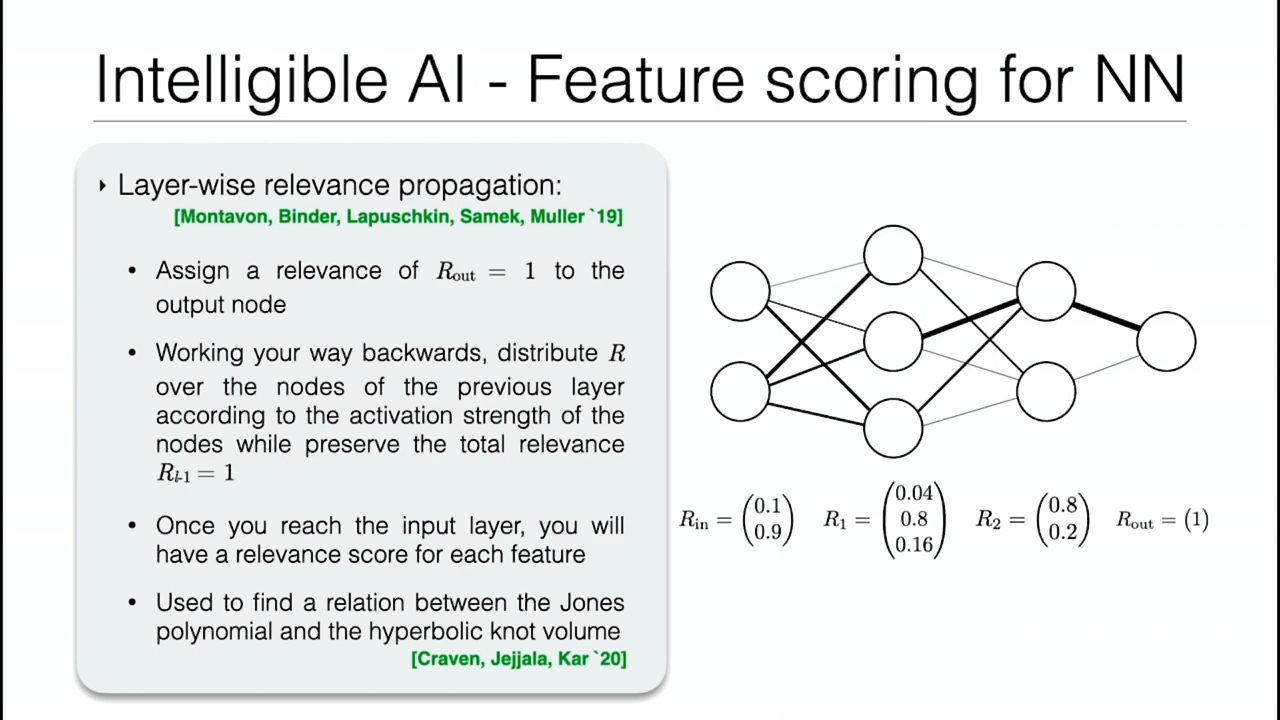 Intelligible AI - Feature scoring for NN
‣ Layer-wise relevance propagation:
[Montavon, Binder, Lapuschkin, Samek, Muller `19]
• Assign a relevance of R_out = 1 to the
output node
• Working your way backwards, distribute R
over the nodes of the previous layer
according to the activation strength of the
nodes while preserve the total relevance
R_l-1 = 1
• Once you reach the input layer, you will
have a relevance score for each feature
• Used to find a relation between the Jones
polynomial and the hyperbolic knot volume
[Craven, Jejjala, Kar `20]
R_in = (0.1 0.9) R_1 = (0.04 0.8 0.16) R_2 = (0.8 0.2) R_out = (1)